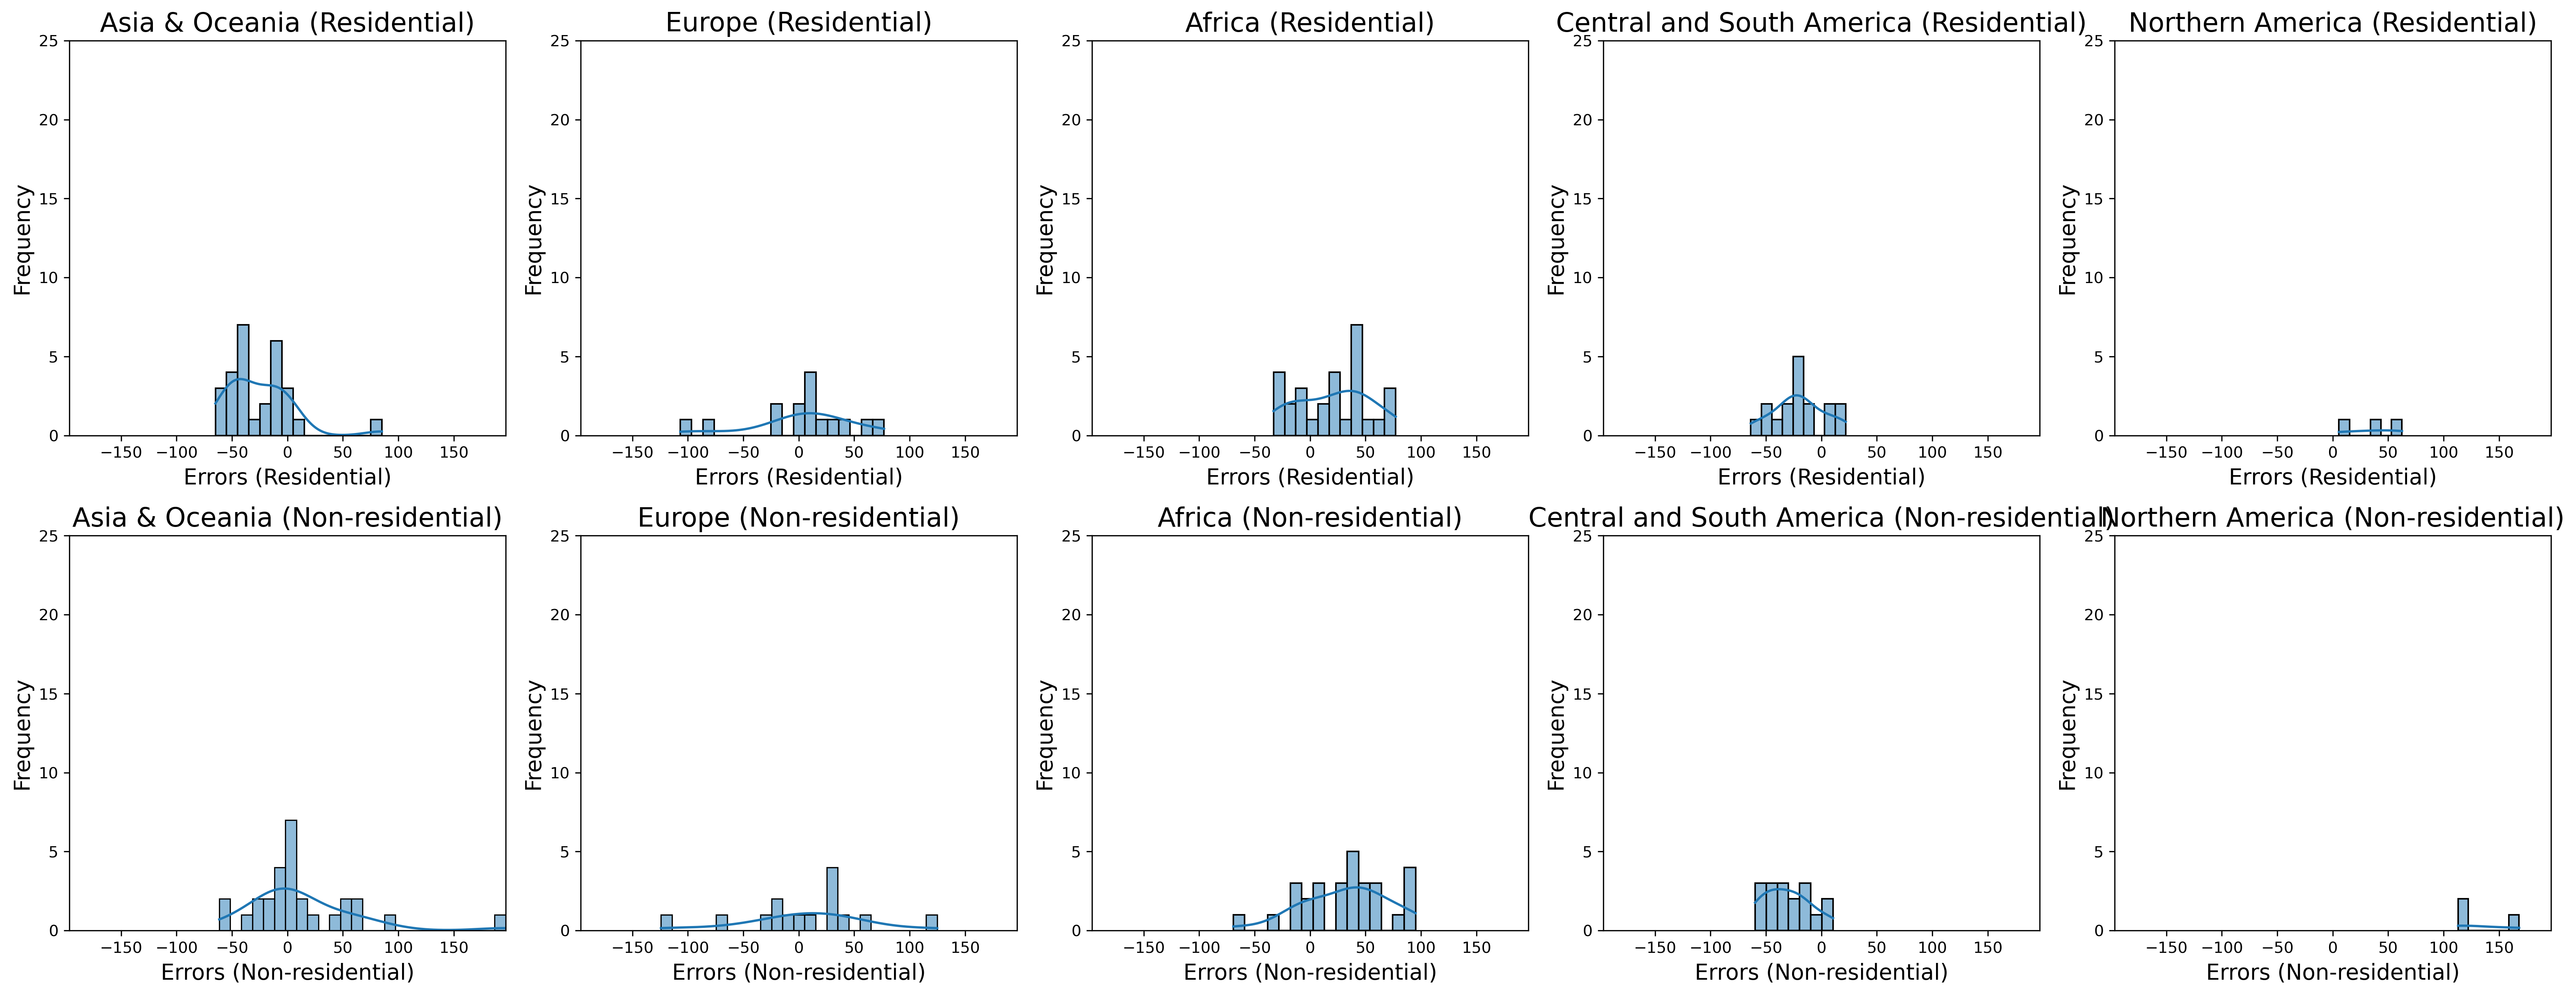 Asia & Oceania (Residential)
25
20
15
10
5
0
Frequency
−150 −100 −50 0 50 100 150
Errors (Residential)
Europe (Residential)
25
20
15
10
5
0
Frequency
−150 −100 −50 0 50 100 150
Errors (Residential)
Africa (Residential)
25
20
15
10
5
0
Frequency
−150 −100 −50 0 50 100 150
Errors (Residential)
Central and South America (Residential)
25
20
15
10
5
0
Frequency
−150 −100 −50 0 50 100 150
Errors (Residential)
Northern America (Residential)
25
20
15
10
5
0
Frequency
−150 −100 −50 0 50 100 150
Errors (Residential)
Asia & Oceania (Non-residential)
25
20
15
10
5
0
Frequency
−150 −100 −50 0 50 100 150
Errors (Non-residential)
Europe (Non-residential)
25
20
15
10
5
0
Frequency
−150 −100 −50 0 50 100 150
Errors (Non-residential)
Africa (Non-residential)
25
20
15
10
5
0
Frequency
−150 −100 −50 0 50 100 150
Errors (Non-residential)
Central and South America (Non-residential)
25
20
15
10
5
0
Frequency
−150 −100 −50 0 50 100 150
Errors (Non-residential)
Northern America (Non-residential)
25
20
15
10
5
0
Frequency
−150 −100 −50 0 50 100 150
Errors (Non-residential)